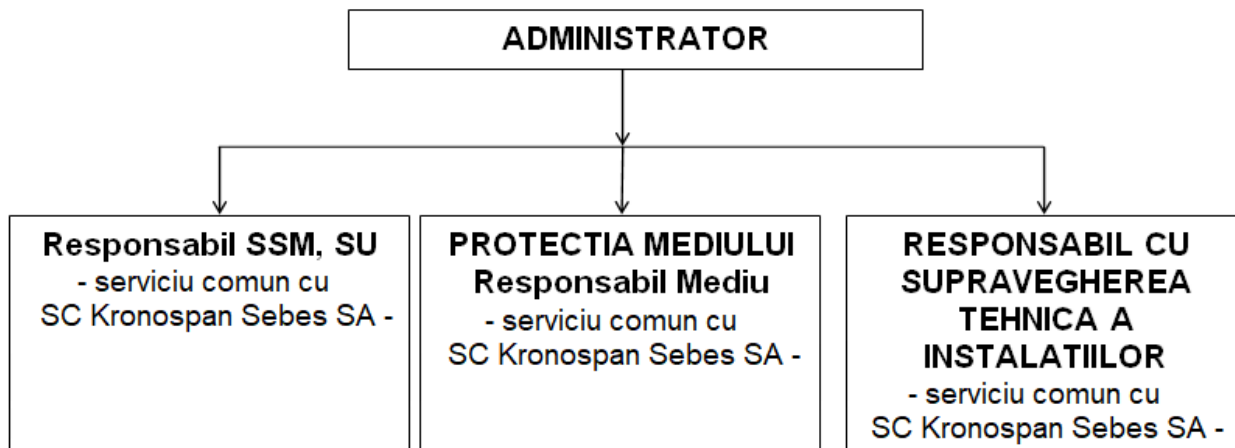 ADMINISTRATOR
Responsabil SSM, SU
- serviciu comun cu
SC Kronospan Sebes SA -
PROTECTIA MEDIULUI
Responsabil Mediu
- serviciu comun cu
SC Kronospan Sebes SA -
RESPONSABIL CU
SUPRAVEGHEREA
TEHNICA A
INSTALATIILOR
- serviciu comun cu
SC Kronospan Sebes SA -